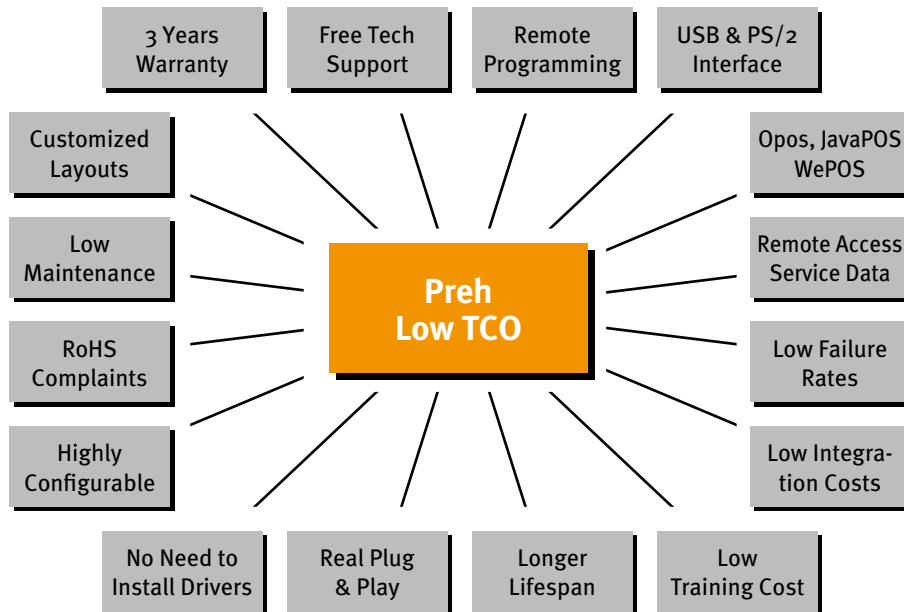 3 Years
Warranty
Free Tech
Support
Remote
Programming
USB & PS/2
Interface
Customized
Layouts
Opos, JavaPOS
WePOS
Low
Maintenance
Remote Access
Service Data
Preh
Low TCO
RoHS
Complaints
Low Failure
Rates
Highly
Configurable
Low Integra-
tion Costs
No Need to
Install Drivers
Real Plug
& Play
Longer
Lifespan
Low
Training Cost